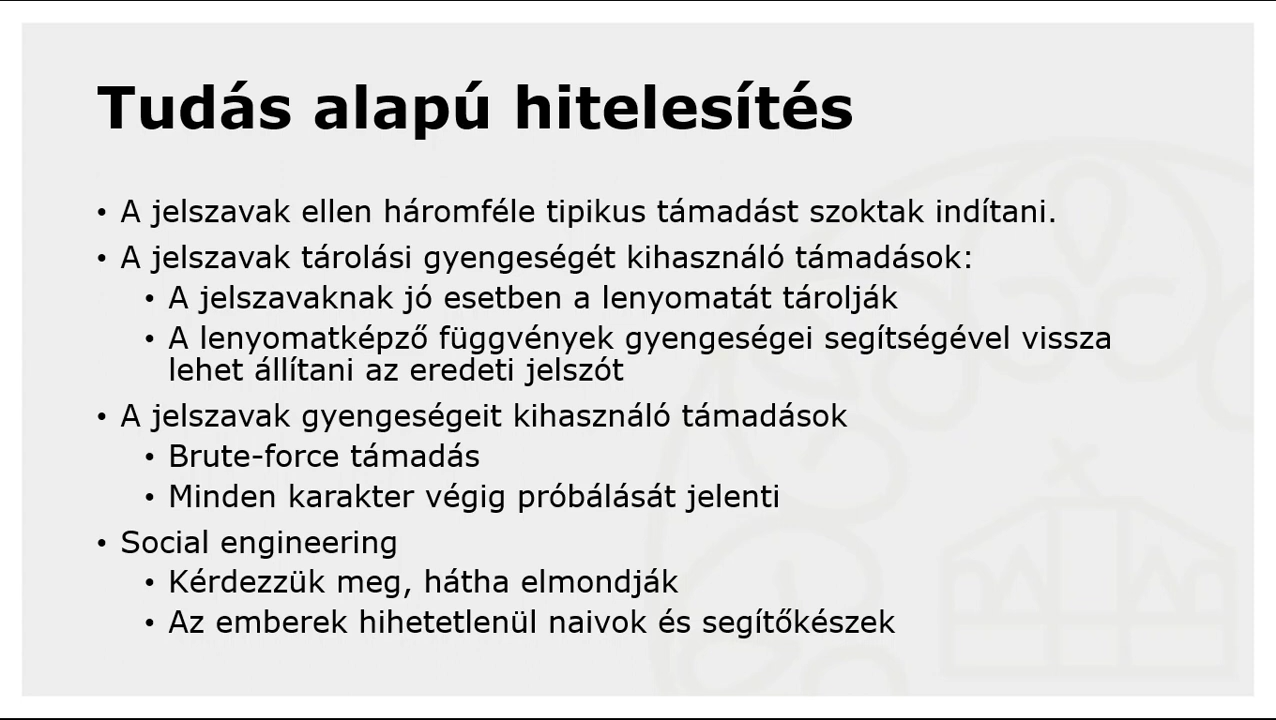 Tudás alapú hitelesítés
• A jelszavak ellen háromféle tipikus támadást szoktak indítani.
• A jelszavak tárolási gyengeségét kihasználó támadások:
• A jelszavaknak jó esetben a lenyomatát tárolják
• A lenyomatképző függvények gyengeségei segítségével vissza
lehet állítani az eredeti jelszót
• A jelszavak gyengeségeit kihasználó támadások
• Brute-force támadás
• Minden karakter végig próbálását jelenti
• Social engineering
• Kérdezzük meg, hátha elmondják
• Az emberek hihetetlenül naivok és segítőkészek